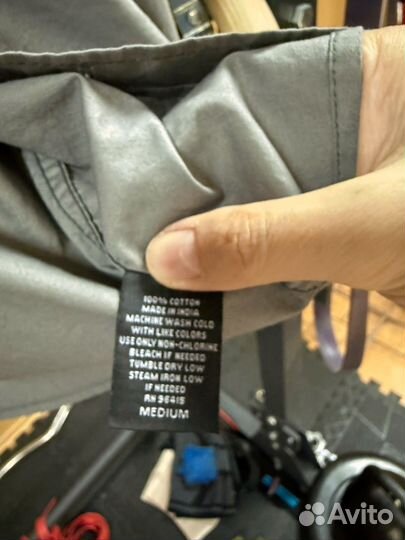 100% COTTON
MADE IN INDIA
MACHINE WASH COLD
WITH LIKE COLORS
USE ONLY NON-CHLORINE
BLEACH IF NEEDED
TUMBLE DRY LOW
STEAM IRON LOW
IF NEEDED
RN 96415
MEDIUM
Avito